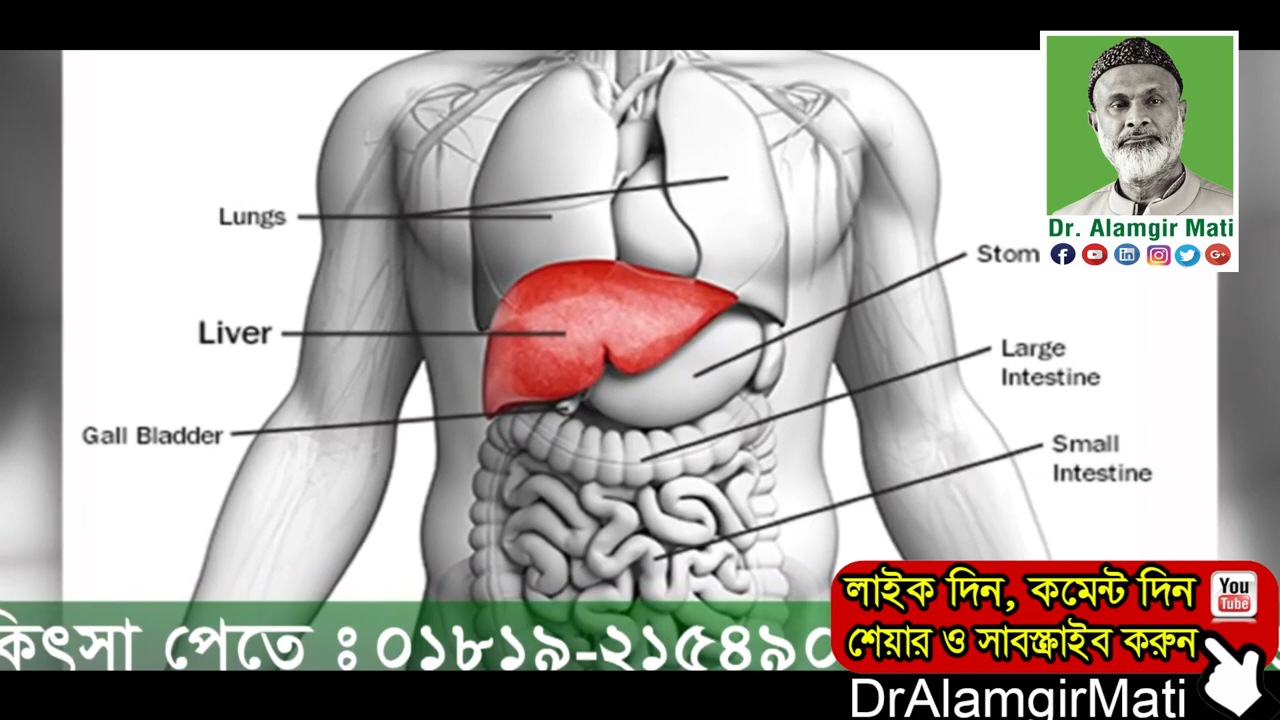 Lungs
Liver
Gall Bladder
Stom
Large
Intestine
Small
Intestine
Dr. Alamgir Mati
লাইক দিন, কমেন্ট দিন
শেয়ার ও সাবস্ক্রাইব করুন
You
Tube
পেতে ঃ ০১৮১৯-২১৫৪৯০
DrAlamgirMati